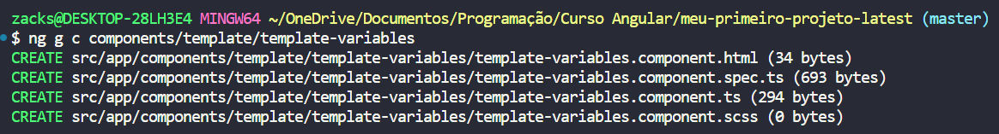 zacks@DESKTOP-28LH3E4 MINGW64 ~/OneDrive/Documentos/Programação/Curso Angular/meu-primeiro-projeto-latest (master)
$ ng g c components/template/template-variables
CREATE src/app/components/template/template-variables/template-variables.component.html (34 bytes)
CREATE src/app/components/template/template-variables/template-variables.component.spec.ts (693 bytes)
CREATE src/app/components/template/template-variables/template-variables.component.ts (294 bytes)
CREATE src/app/components/template/template-variables/template-variables.component.scss (0 bytes)